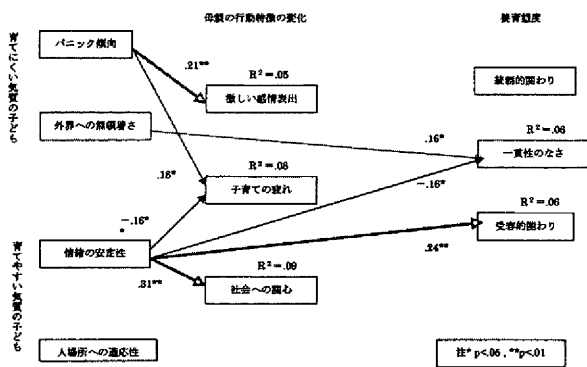 母親の行動特徴の変化
養育態度
育てにくい気質の子ども
パニック傾向
.21**
R²=.05
激しい感情表出
統制的関わり
外界への無頓着さ
.16*
R²=.06
一貫性のなさ
R²=.08
.18*
子育ての疲れ
-.16*
-.16*
*
R²=.06
受容的関わり
育てやすい気質の子ども
情緒の安定性
.24**
R²=.09
.31**
社会への関心
人場所への適応性
注* p<.05 , **p<.01